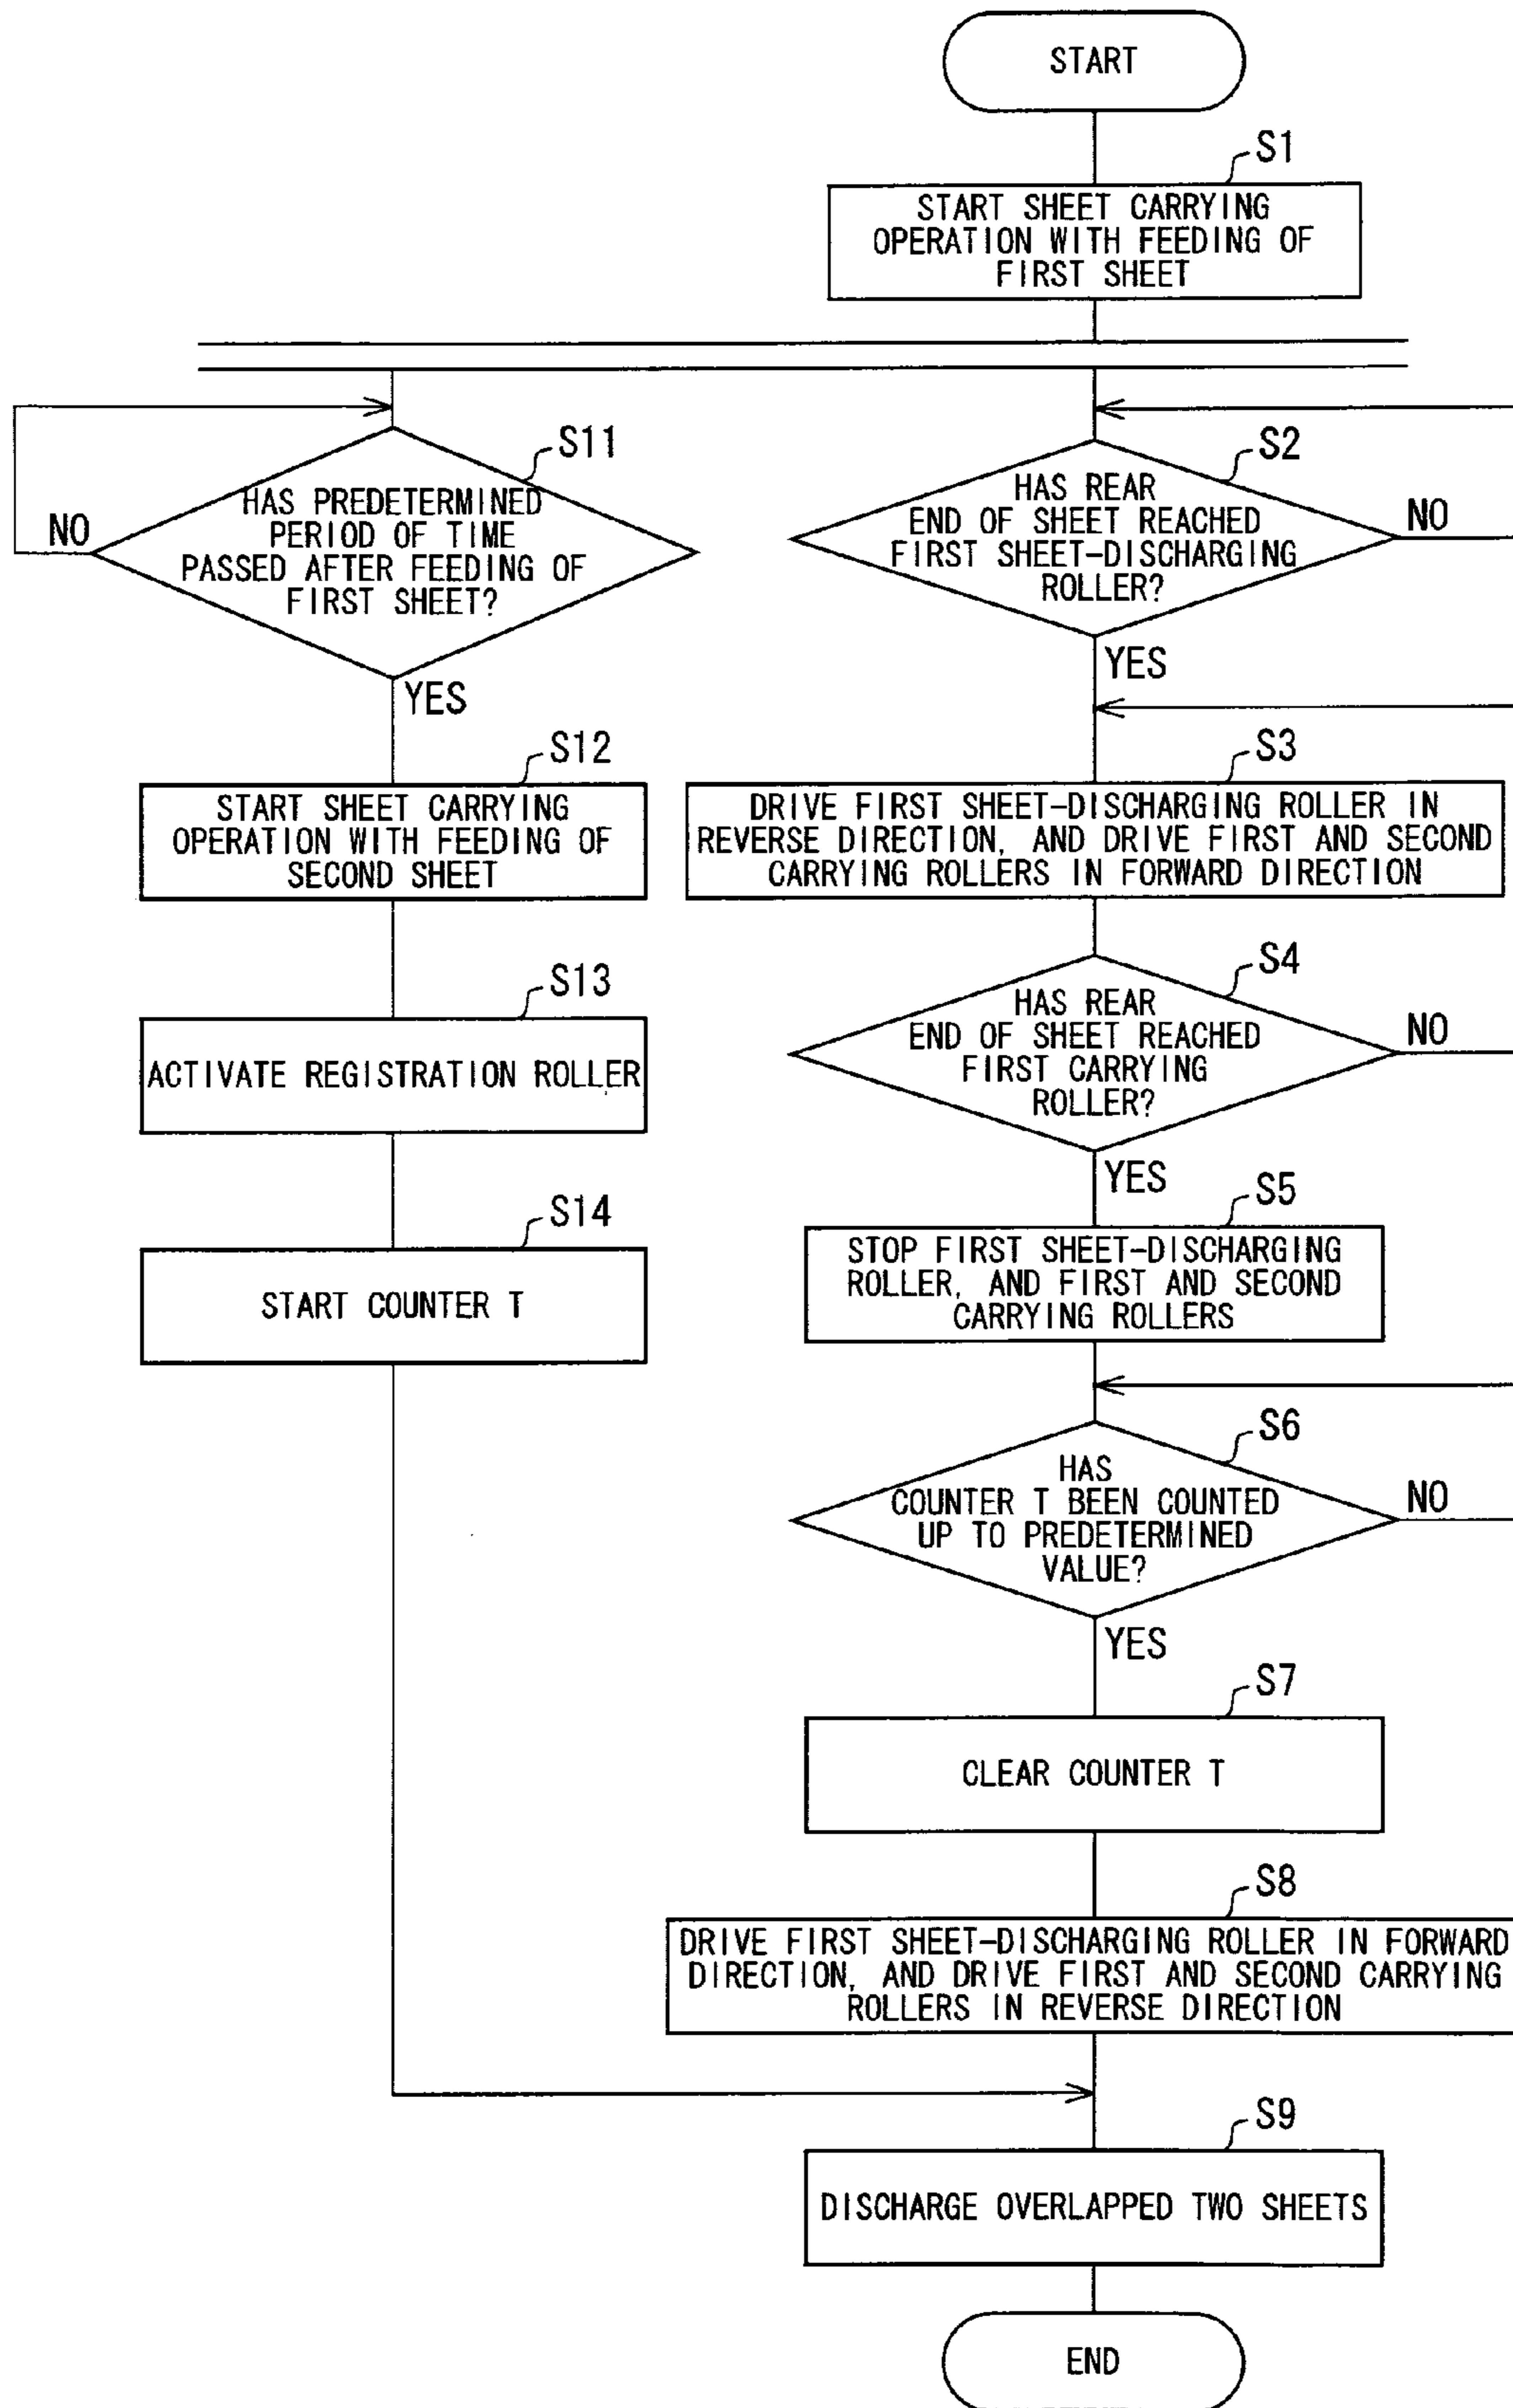 START
S1
START SHEET CARRYING
OPERATION WITH FEEDING OF
FIRST SHEET
S11
HAS PREDETERMINED
PERIOD OF TIME
PASSED AFTER FEEDING OF
FIRST SHEET?
NO
YES
S12
START SHEET CARRYING
OPERATION WITH FEEDING OF
SECOND SHEET
S13
ACTIVATE REGISTRATION ROLLER
S14
START COUNTER T
S2
HAS REAR
END OF SHEET REACHED
FIRST SHEET-DISCHARGING
ROLLER?
NO
YES
S3
DRIVE FIRST SHEET-DISCHARGING ROLLER IN
REVERSE DIRECTION, AND DRIVE FIRST AND SECOND
CARRYING ROLLERS IN FORWARD DIRECTION
S4
HAS REAR
END OF SHEET REACHED
FIRST CARRYING
ROLLER?
NO
YES
S5
STOP FIRST SHEET-DISCHARGING
ROLLER, AND FIRST AND SECOND
CARRYING ROLLERS
S6
HAS
COUNTER T BEEN COUNTED
UP TO PREDETERMINED
VALUE?
NO
YES
S7
CLEAR COUNTER T
S8
DRIVE FIRST SHEET-DISCHARGING ROLLER IN FORWARD
DIRECTION, AND DRIVE FIRST AND SECOND CARRYING
ROLLERS IN REVERSE DIRECTION
S9
DISCHARGE OVERLAPPED TWO SHEETS
END